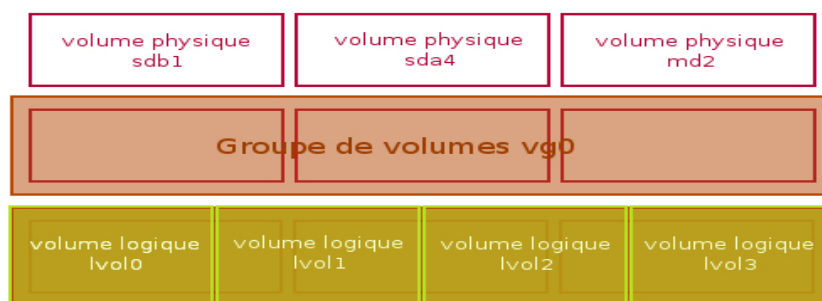 volume physique
sdb1
volume physique
sda4
volume physique
md2
Groupe de volumes vg0
volume logique
lvol0
volume logique
lvol1
volume logique
lvol2
volume logique
lvol3